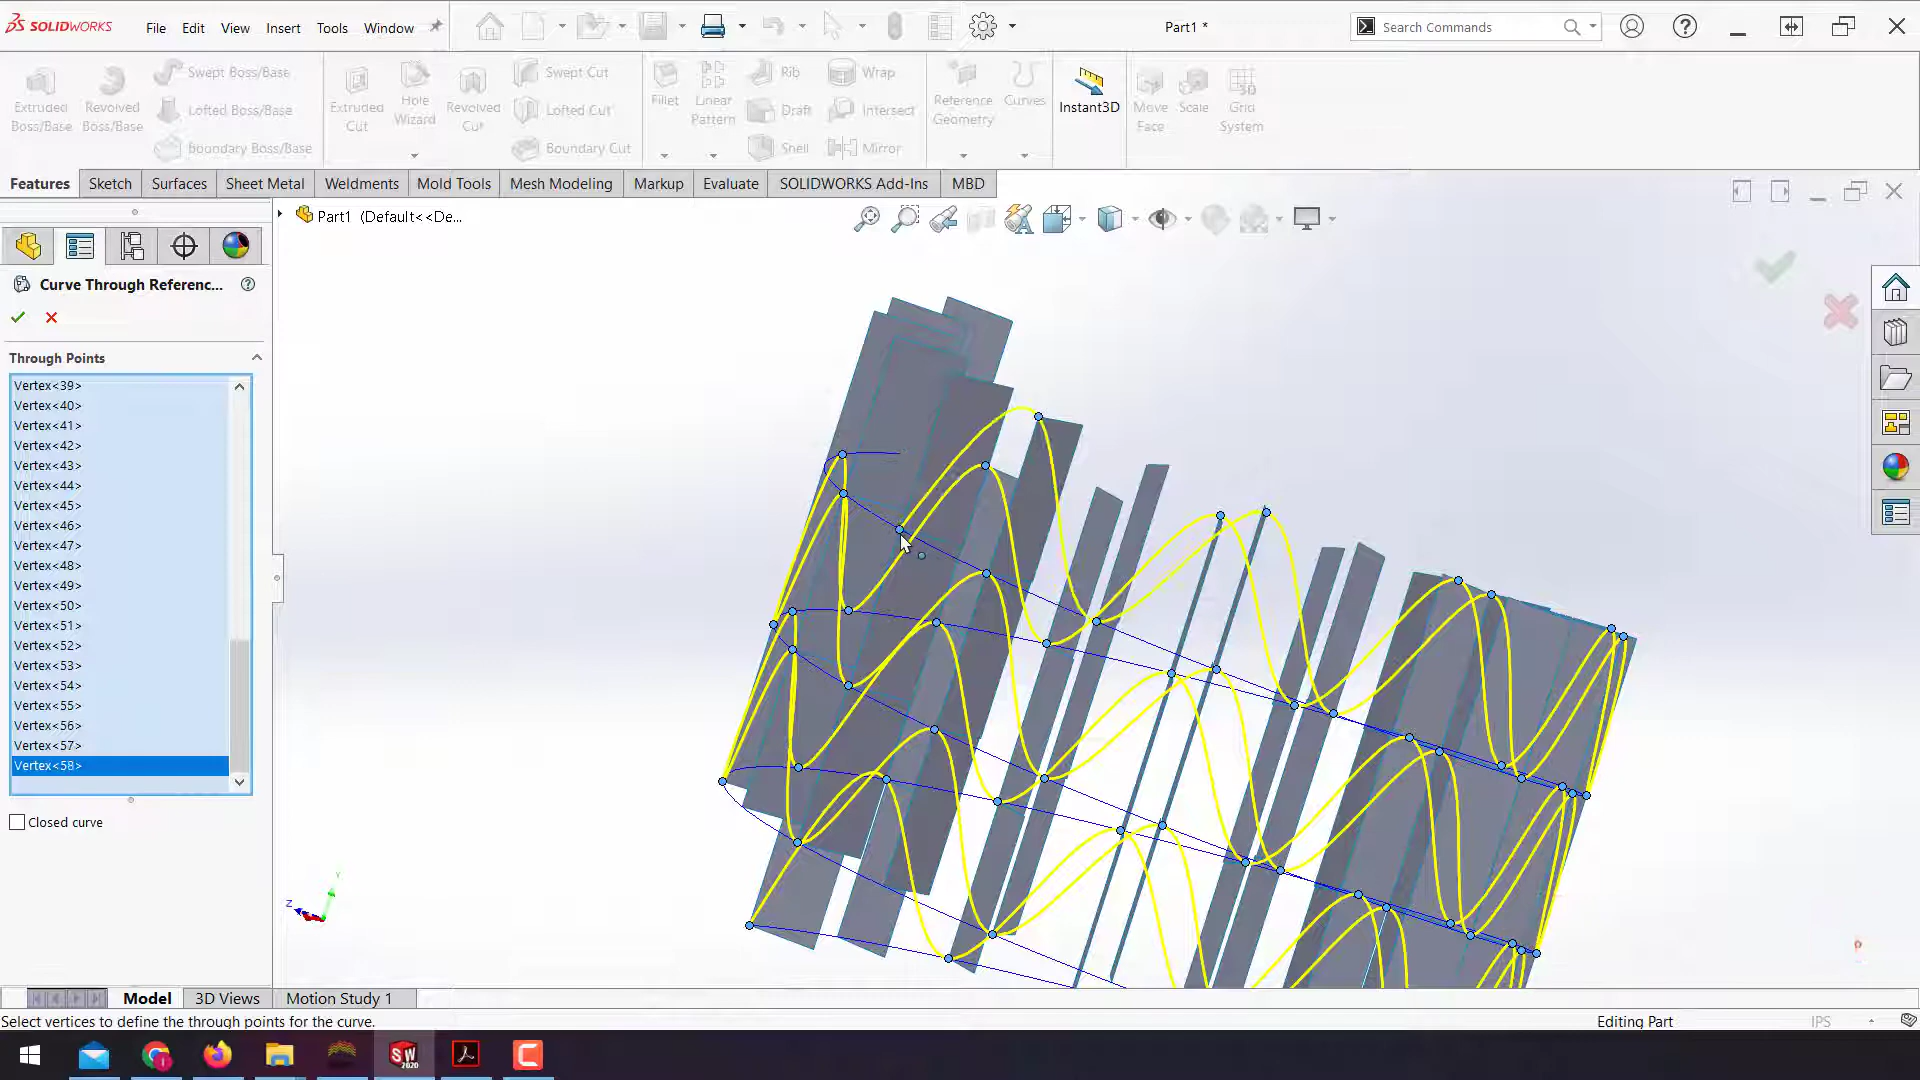 SOLIDWORKS File Edit View Insert Tools Window Part1 * Search Commands
Extruded Boss/Base
Revolved Boss/Base
Swept Boss/Base
Lofted Boss/Base
Boundary Boss/Base
Extruded Cut
Hole Wizard
Revolved Cut
Swept Cut
Lofted Cut
Boundary Cut
Fillet
Linear Pattern
Rib
Draft
Shell
Wrap
Intersect
Mirror
Reference Geometry
Curves
Instant3D
Move Face
Scale
Grid System
Features Sketch Surfaces Sheet Metal Weldments Mold Tools Mesh Modeling Markup Evaluate SOLIDWORKS Add-Ins MBD
Part1 (Default<<De...
Curve Through Referenc...
Through Points
Vertex<39>
Vertex<40>
Vertex<41>
Vertex<42>
Vertex<43>
Vertex<44>
Vertex<45>
Vertex<46>
Vertex<47>
Vertex<48>
Vertex<49>
Vertex<50>
Vertex<51>
Vertex<52>
Vertex<53>
Vertex<54>
Vertex<55>
Vertex<56>
Vertex<57>
Vertex<58>
Closed curve
Y
Z
Model 3D Views Motion Study 1
Select vertices to define the through points for the curve. Editing Part IPS
SW
2020